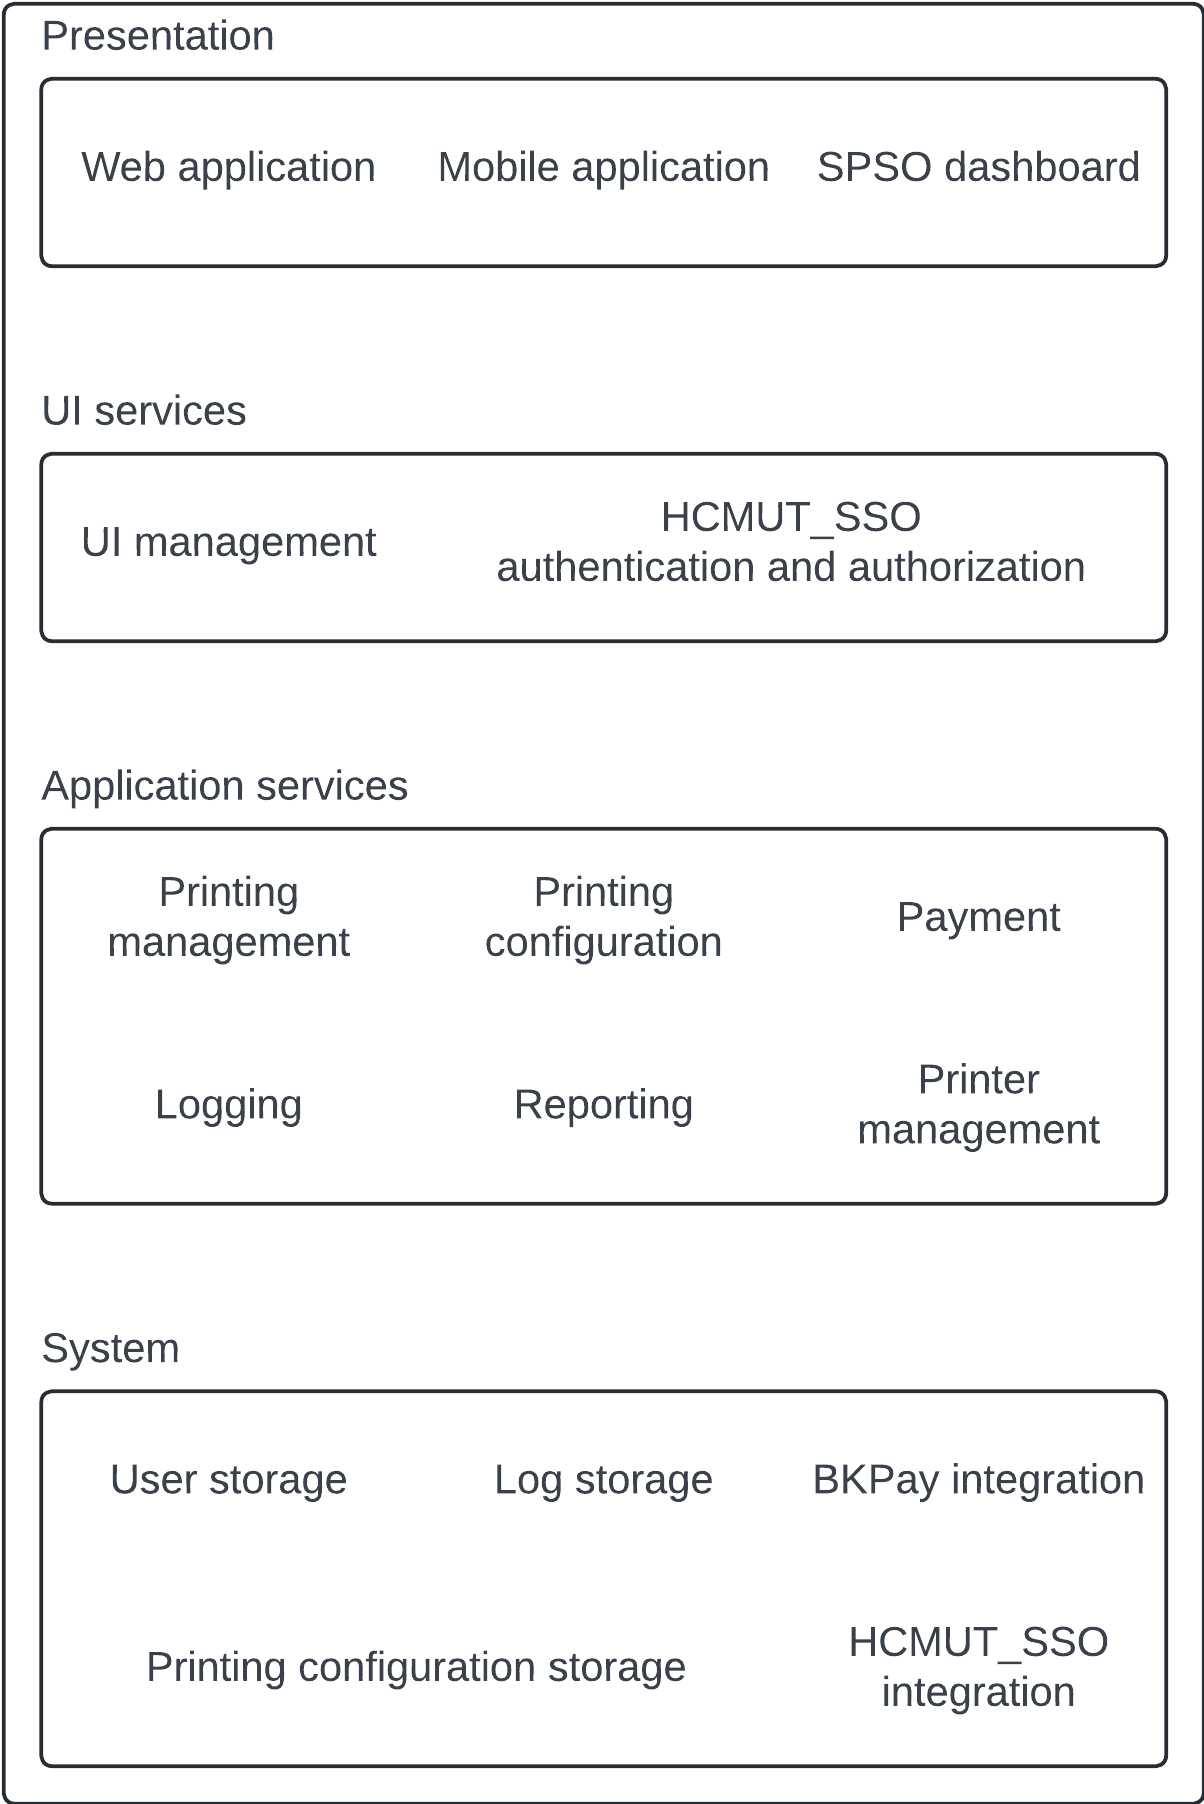 Presentation
Web application
Mobile application
SPSO dashboard
UI services
UI management
HCMUT_SSO
authentication and authorization
Application services
Printing
management
Printing
configuration
Payment
Logging
Reporting
Printer
management
System
User storage
Log storage
BKPay integration
Printing configuration storage
HCMUT_SSO
integration